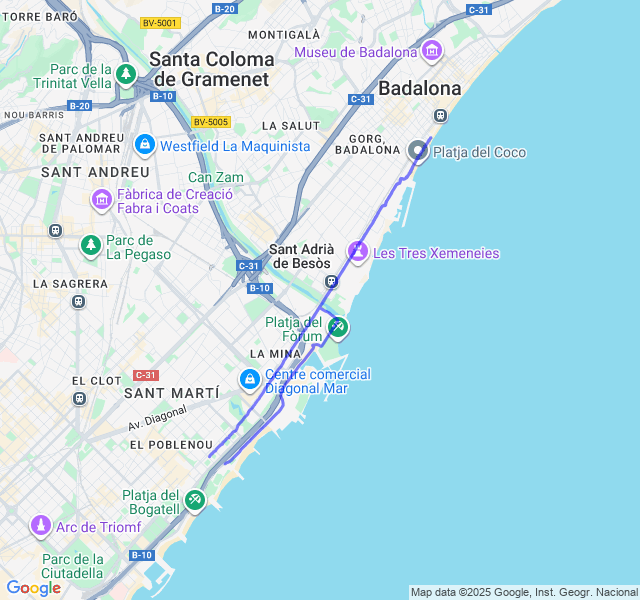 TORRE BARÓ
BV-5001
B-20
C-31
MONTIGALÀ
Museu de Badalona
Santa Coloma
de Gramenet
Parc de la
Trinitat Vella
B-10
Badalona
C-31
B-20
NOU BARRIS
BV-5005
LA SALUT
SANT ANDREU
DE PALOMAR
Westfield La Maquinista
GORG,
BADALONA
Platja del Coco
SANT ANDREU
Can Zam
Fàbrica de Creació
Fabra i Coats
Parc de
La Pegaso
Sant Adrià
de Besòs
Les Tres Xemeneies
C-31
B-10
LA SAGRERA
Platja del
Fòrum
LA MINA
EL CLOT
C-31
Centre comercial
Diagonal Mar
SANT MARTÍ
Av. Diagonal
EL POBLENOU
Platja del
Bogatell
Arc de Triomf
B-10
Parc de la
Ciutadella
Google
Map data ©2025 Google, Inst. Geogr. Nacional